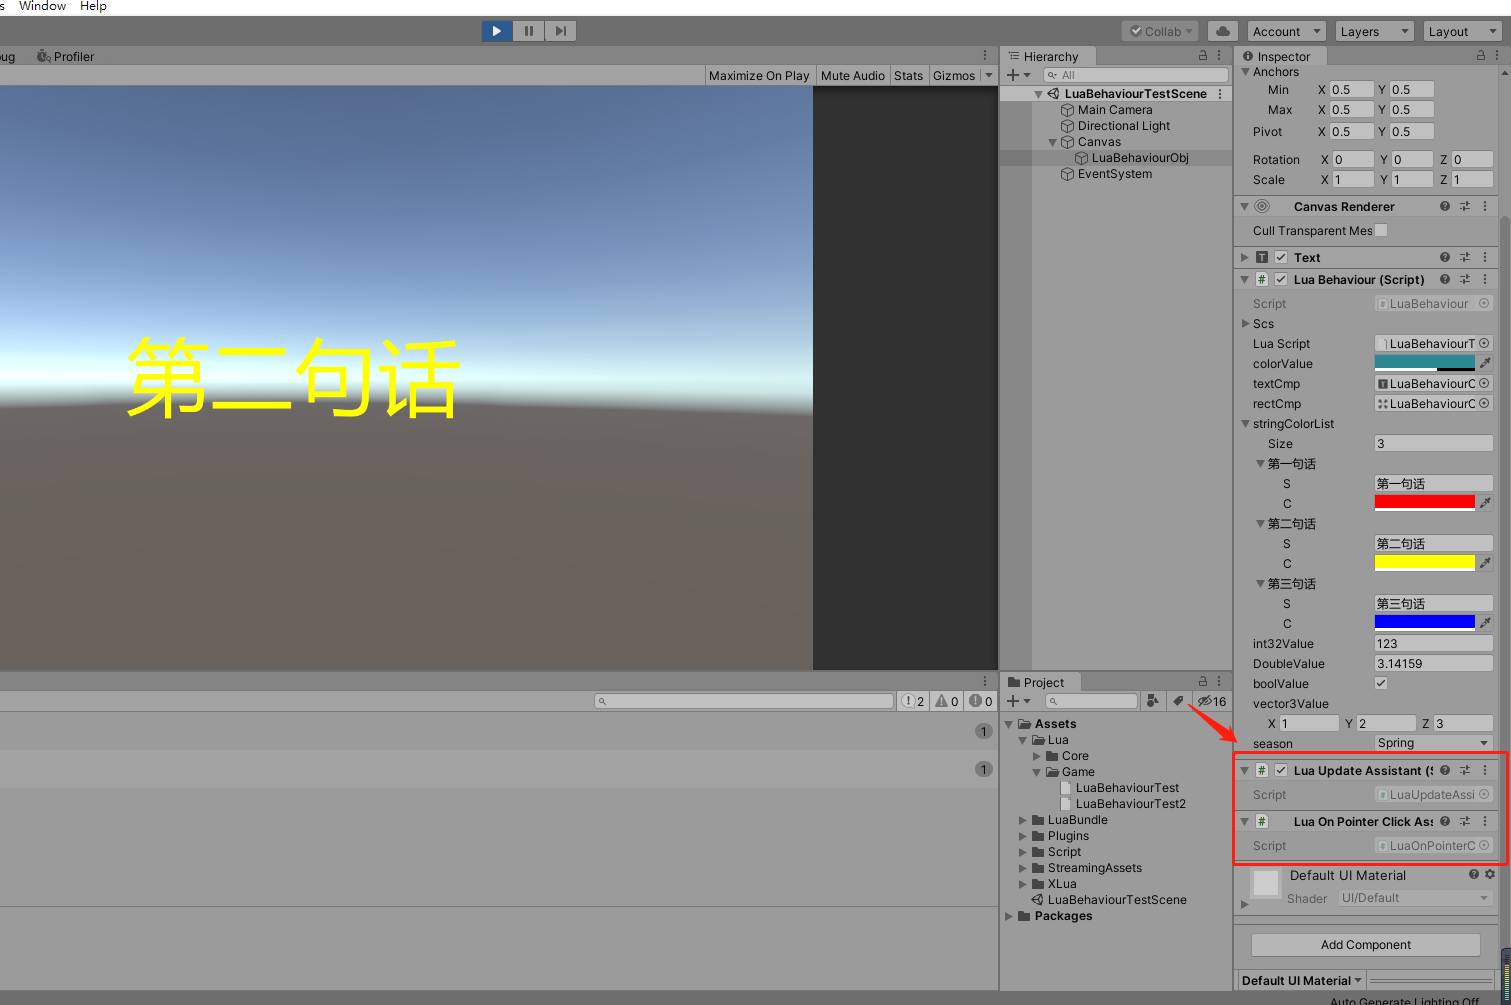 s Window Help
Collab Account Layers Layout
ug Profiler
Maximize On Play Mute Audio Stats Gizmos
第二句话
2 0 0
1
1
Hierarchy
All
LuaBehaviourTestScene
Main Camera
Directional Light
Canvas
LuaBehaviourObj
EventSystem
Project
16
Assets
Lua
Core
Game
LuaBehaviourTest
LuaBehaviourTest2
LuaBundle
Plugins
Script
StreamingAssets
XLua
LuaBehaviourTestScene
Packages
Inspector
Anchors
Min X 0.5 Y 0.5
Max X 0.5 Y 0.5
Pivot X 0.5 Y 0.5
Rotation X 0 Y 0 Z 0
Scale X 1 Y 1 Z 1
Canvas Renderer
Cull Transparent Mes
Text
Lua Behaviour (Script)
Script LuaBehaviour
Scs
Lua Script LuaBehaviourT
colorValue
textCmp LuaBehaviourC
rectCmp LuaBehaviourC
stringColorList
Size 3
第一句话
S 第一句话
C
第二句话
S 第二句话
C
第三句话
S 第三句话
C
int32Value 123
DoubleValue 3.14159
boolValue
vector3Value
X 1 Y 2 Z 3
season Spring
Lua Update Assistant (S
Script LuaUpdateAssi
Lua On Pointer Click Ass
Script LuaOnPointerC
Default UI Material
Shader UI/Default
Add Component
Default UI Material
Auto Generate Lighting Off